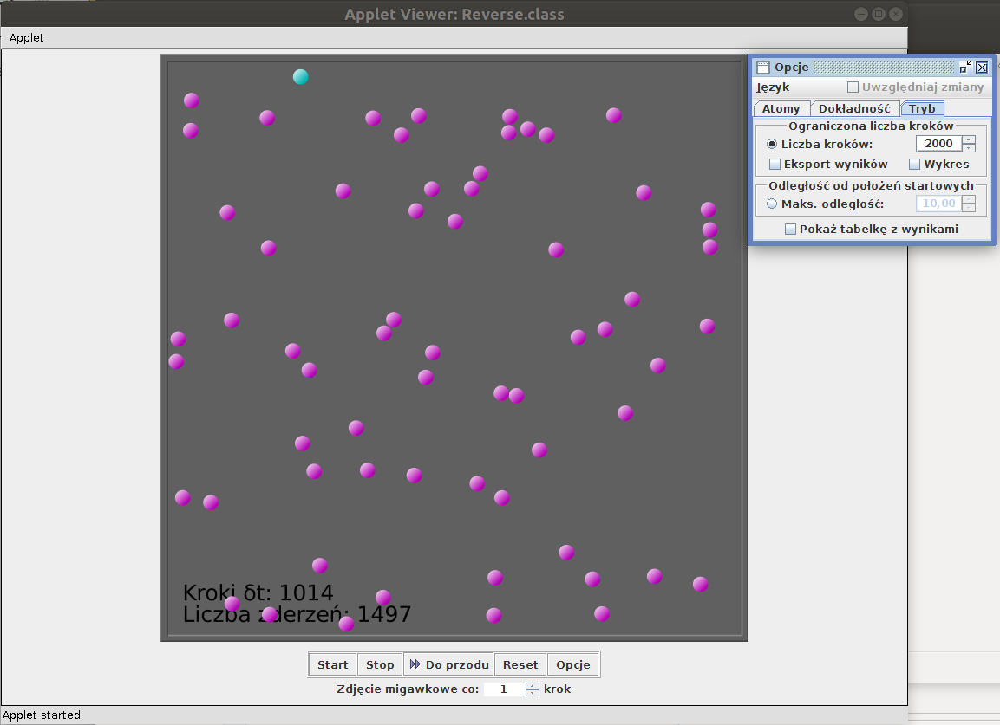 Applet Viewer: Reverse.class
Applet
Opcje
Język
Uwzględniaj zmiany
Atomy
Dokładność
Tryb
Ograniczona liczba kroków
Liczba kroków:
2000
Eksport wyników
Wykres
Odległość od położeń startowych
Maks. odległość:
10,00
Pokaż tabelkę z wynikami
Kroki δt: 1014
Liczba zderzeń: 1497
Start
Stop
Do przodu
Reset
Opcje
Zdjęcie migawkowe co: 1 krok
Applet started.